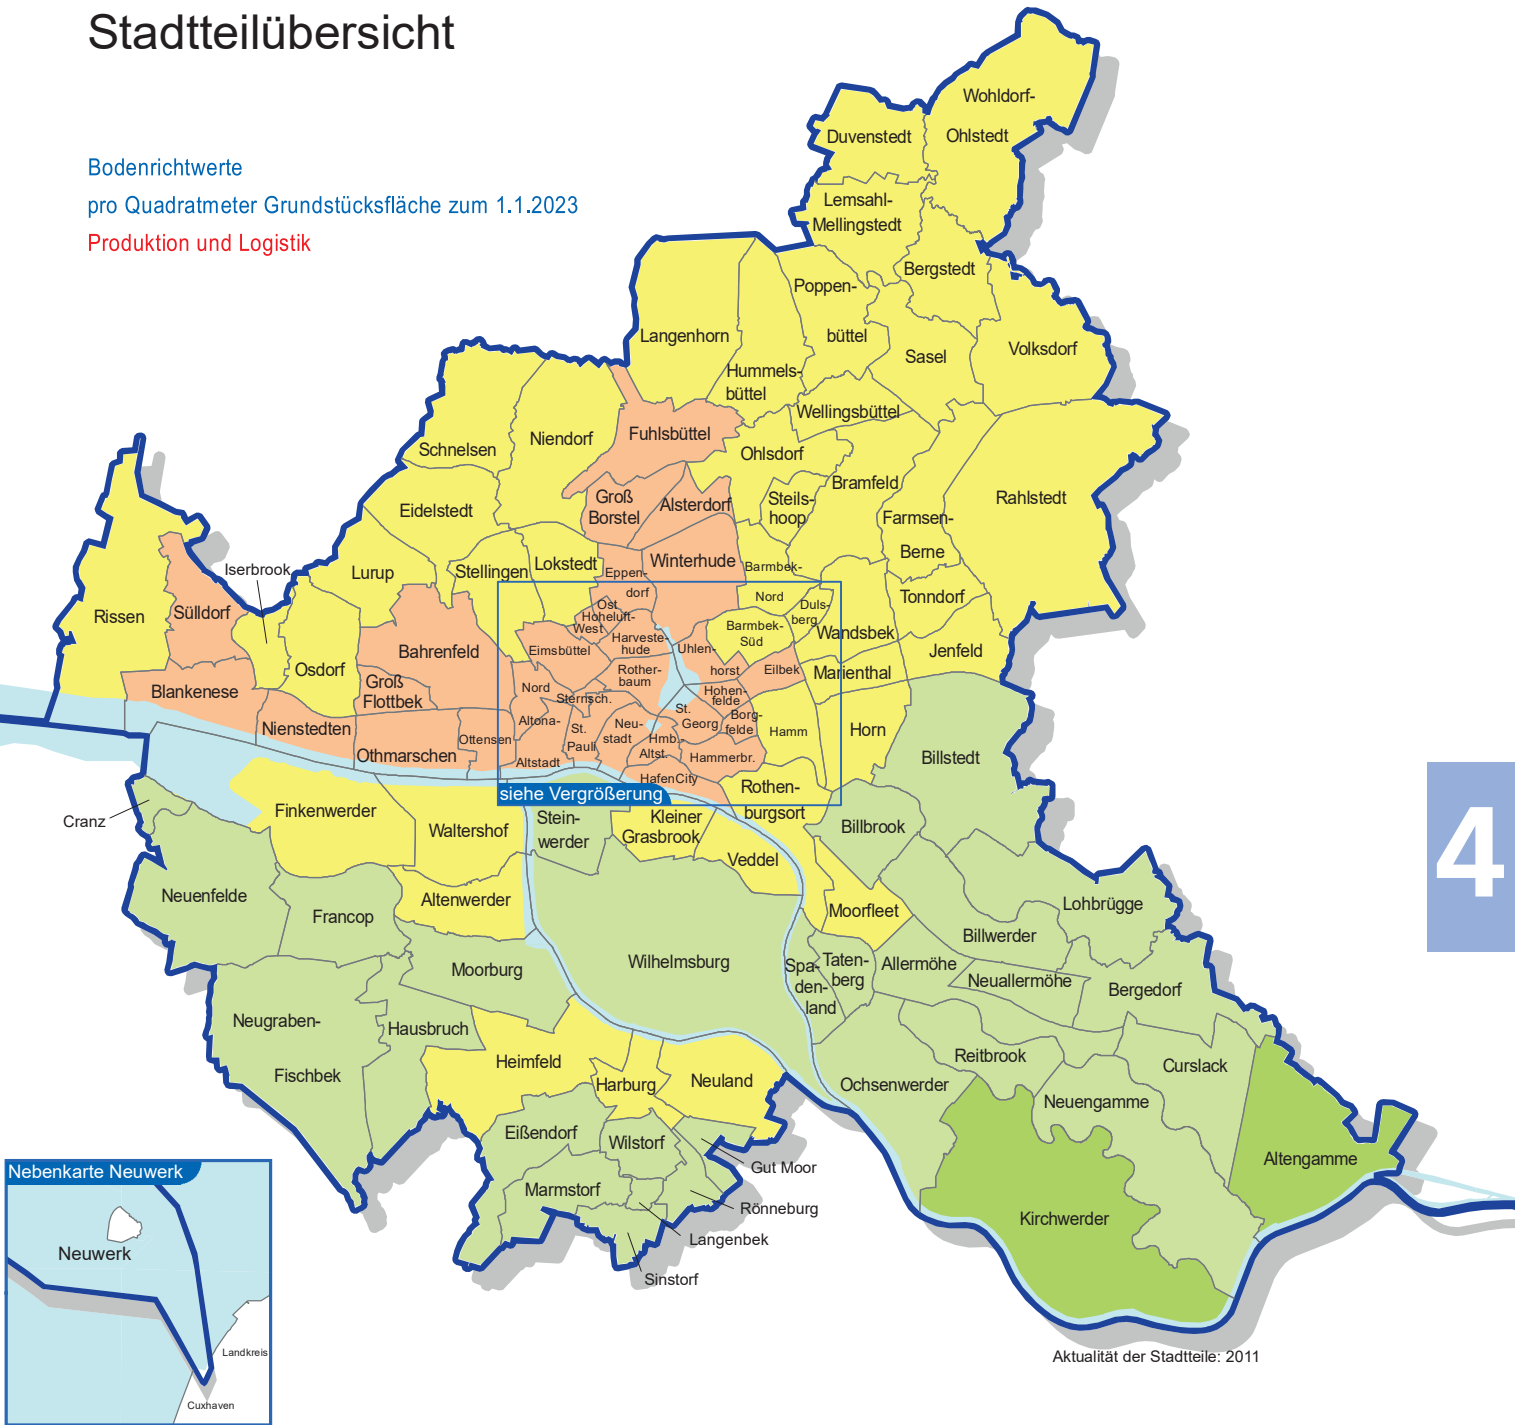 Stadtteilübersicht
Bodenrichtwerte
pro Quadratmeter Grundstücksfläche zum 1.1.2023
Produktion und Logistik
Wohldorf-
Ohlstedt
Duvenstedt
Lemsahl-
Mellingstedt
Bergstedt
Poppen-
büttel
Langenhorn
Hummels-
büttel
Sasel
Volksdorf
Wellingsbüttel
Schnelsen
Niendorf
Fuhlsbüttel
Ohlsdorf
Bramfeld
Rahlstedt
Eidelstedt
Groß
Borstel
Alsterdorf
Steils-
hoop
Farmsen-
Berne
Iserbrook
Lurup
Stellingen
Lokstedt
Eppen-
dorf
Winterhude
Barmbek-
Nord
Duls-
berg
Tonndorf
Rissen
Sülldorf
Ost
Hoheluft-
West
Harveste-
hude
Uhlen-
horst
Barmbek-
Süd
Wandsbek
Jenfeld
Osdorf
Bahrenfeld
Eimsbüttel
Rother-
baum
Eilbek
Marienthal
Blankenese
Groß
Flottbek
Nord
Sternsch.
Hohen-
felde
St.
Georg
Borg-
felde
Hamm
Horn
Nienstedten
Othmarschen
Ottensen
Altona-
Altstadt
St.
Pauli
Neu-
stadt
Hmb.-
Altst.
Hammerbr.
HafenCity
Billstedt
siehe Vergrößerung
Rothen-
burgsort
Cranz
Finkenwerder
Waltershof
Stein-
werder
Kleiner
Grasbrook
Veddel
Billbrook
4
Neuenfelde
Francop
Altenwerder
Moorfleet
Lohbrügge
Billwerder
Moorburg
Wilhelmsburg
Spa-
den-
land
Taten-
berg
Allermöhe
Neuallermöhe
Bergedorf
Neugraben-
Fischbek
Hausbruch
Heimfeld
Harburg
Neuland
Ochsenwerder
Reitbrook
Curslack
Neuengamme
Eißendorf
Wilstorf
Gut Moor
Altengamme
Marmstorf
Rönneburg
Langenbek
Sinstorf
Kirchwerder
Nebenkarte Neuwerk
Neuwerk
Landkreis
Cuxhaven
Aktualität der Stadtteile: 2011